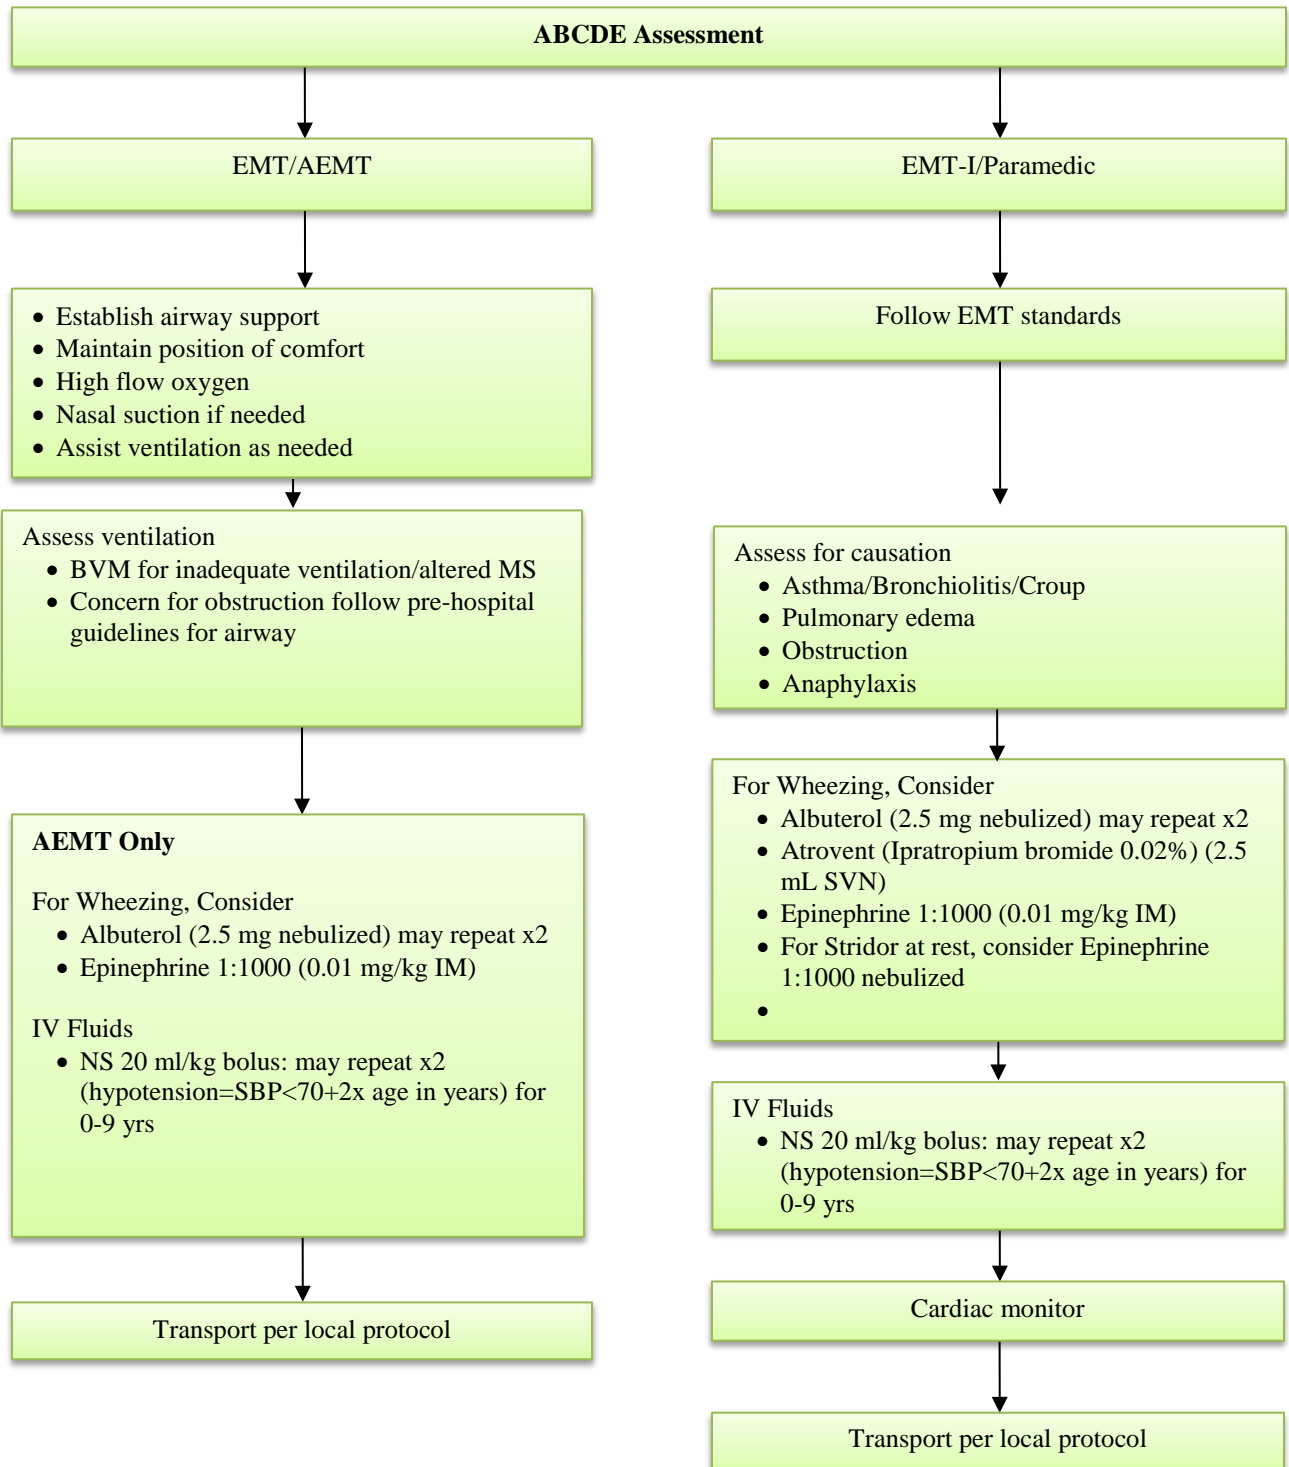 ABCDE Assessment
EMT/AEMT
• Establish airway support
• Maintain position of comfort
• High flow oxygen
• Nasal suction if needed
• Assist ventilation as needed
Assess ventilation
• BVM for inadequate ventilation/altered MS
• Concern for obstruction follow pre-hospital
guidelines for airway
AEMT Only
For Wheezing, Consider
• Albuterol (2.5 mg nebulized) may repeat x2
• Epinephrine 1:1000 (0.01 mg/kg IM)
IV Fluids
• NS 20 ml/kg bolus: may repeat x2
(hypotension=SBP<70+2x age in years) for
0-9 yrs
Transport per local protocol
EMT-I/Paramedic
Follow EMT standards
Assess for causation
• Asthma/Bronchiolitis/Croup
• Pulmonary edema
• Obstruction
• Anaphylaxis
For Wheezing, Consider
• Albuterol (2.5 mg nebulized) may repeat x2
• Atrovent (Ipratropium bromide 0.02%) (2.5
mL SVN)
• Epinephrine 1:1000 (0.01 mg/kg IM)
• For Stridor at rest, consider Epinephrine
1:1000 nebulized
•
IV Fluids
• NS 20 ml/kg bolus: may repeat x2
(hypotension=SBP<70+2x age in years) for
0-9 yrs
Cardiac monitor
Transport per local protocol